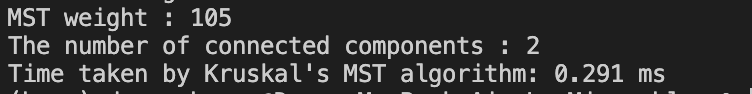 MST weight : 105
The number of connected components : 2
Time taken by Kruskal's MST algorithm: 0.291 ms